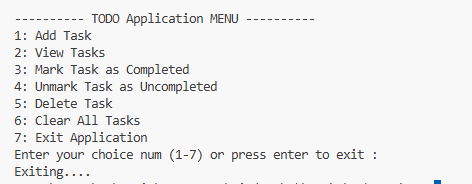 ---------- TODO Application MENU ----------
1: Add Task
2: View Tasks
3: Mark Task as Completed
4: Unmark Task as Uncompleted
5: Delete Task
6: Clear All Tasks
7: Exit Application
Enter your choice num (1-7) or press enter to exit :
Exiting....